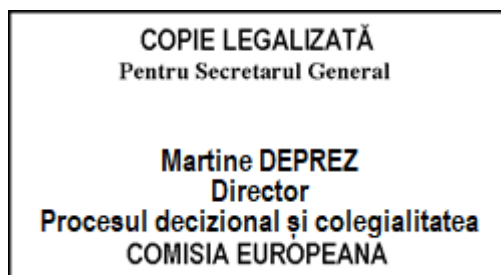 COPIE LEGALIZATĂ
Pentru Secretarul General
Martine DEPREZ
Director
Procesul decizional și colegialitatea
COMISIA EUROPEANA